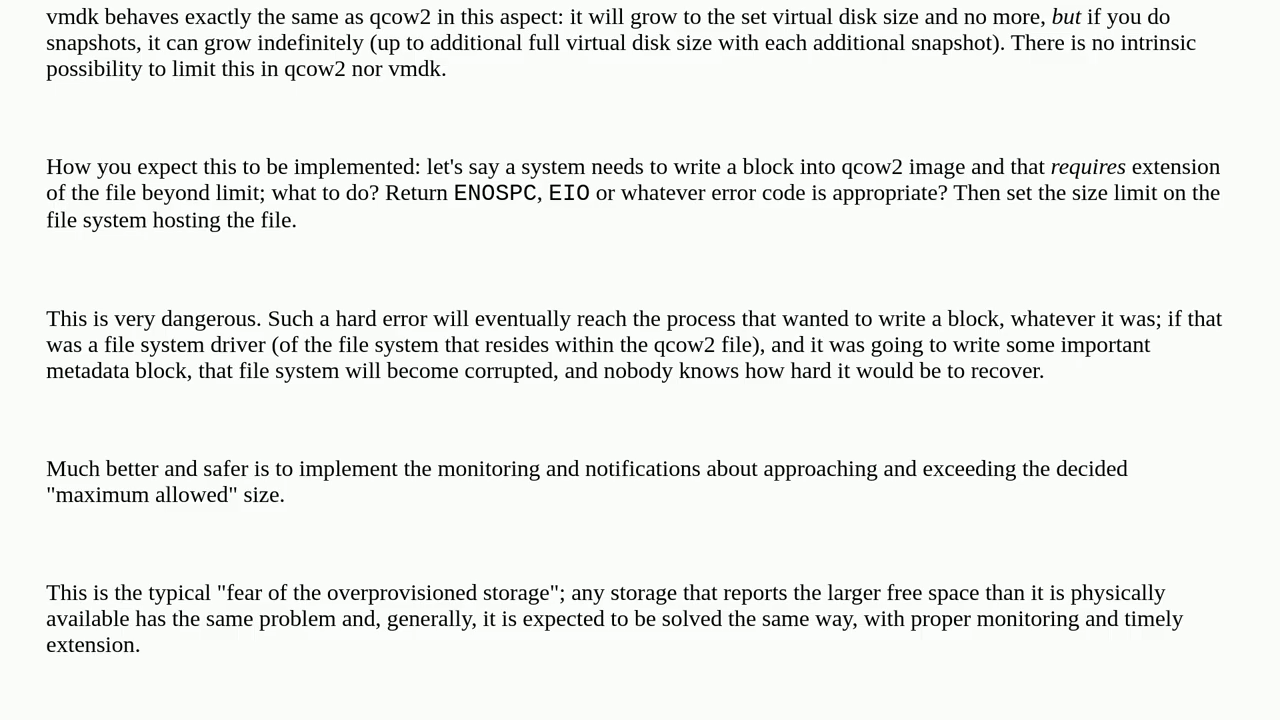 vmdk behaves exactly the same as qcow2 in this aspect: it will grow to the set virtual disk size and no more, but if you do
snapshots, it can grow indefinitely (up to additional full virtual disk size with each additional snapshot). There is no intrinsic
possibility to limit this in qcow2 nor vmdk.
How you expect this to be implemented: let's say a system needs to write a block into qcow2 image and that requires extension
of the file beyond limit; what to do? Return ENOSPC, EIO or whatever error code is appropriate? Then set the size limit on the
file system hosting the file.
This is very dangerous. Such a hard error will eventually reach the process that wanted to write a block, whatever it was; if that
was a file system driver (of the file system that resides within the qcow2 file), and it was going to write some important
metadata block, that file system will become corrupted, and nobody knows how hard it would be to recover.
Much better and safer is to implement the monitoring and notifications about approaching and exceeding the decided
"maximum allowed" size.
This is the typical "fear of the overprovisioned storage"; any storage that reports the larger free space than it is physically
available has the same problem and, generally, it is expected to be solved the same way, with proper monitoring and timely
extension.